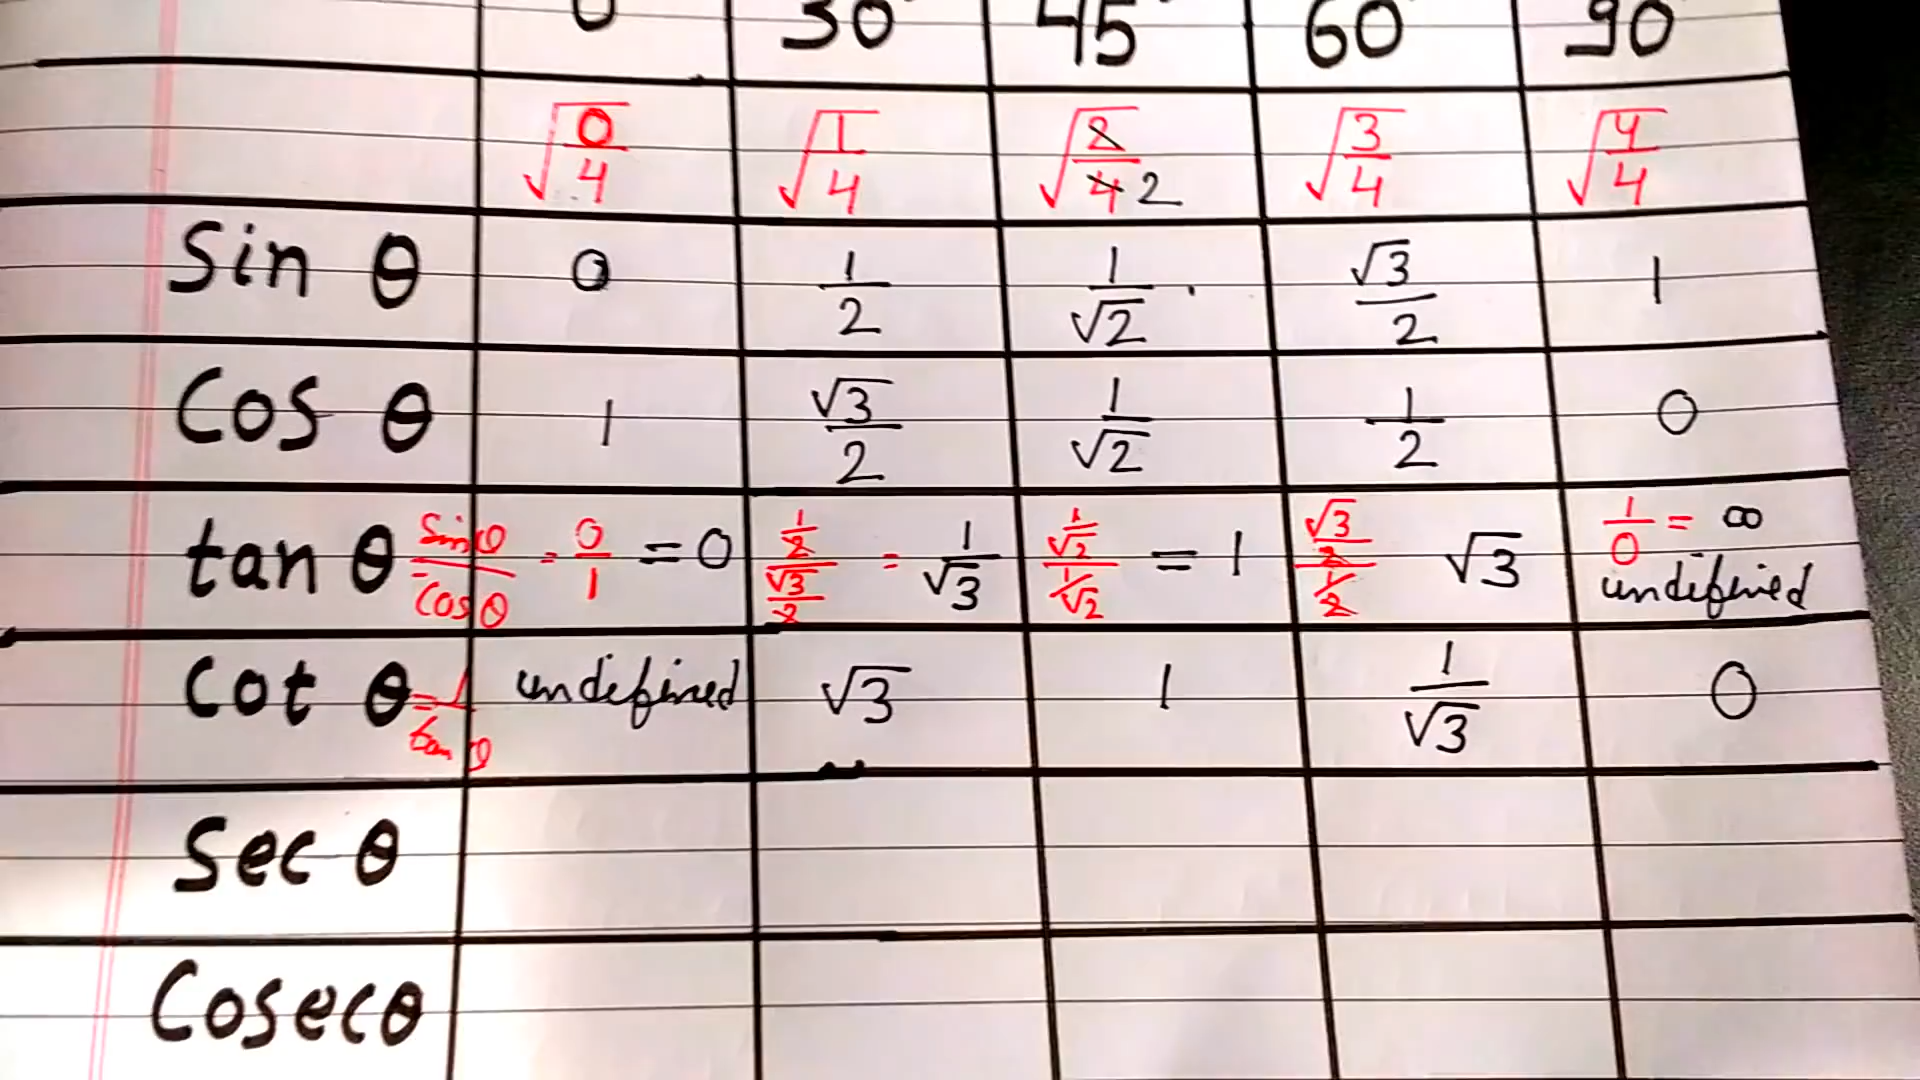 0 30° 45° 60 90
√0/4 √1/4 √2/4 2 √3/4 √4/4
Sin θ 0 1/2 1/√2 √3/2 1
Cos θ 1 √3/2 1/√2 1/2 0
tan θ sinθ/cosθ = 0/1 = 0 1/2/√3/2 = 1/√3 1/√2/1/√2 = 1 √3/2/1/2 √3 1/0 = ∞ undefined
Cot θ = 1/tan θ undefined √3 1 1/√3 0
Sec θ
Cosec θ